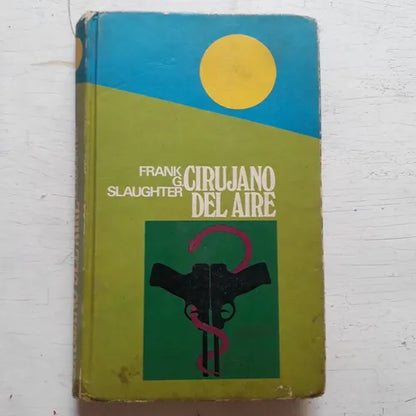 FRANK
G.
SLAUGHTER
CIRUJANO
DEL AIRE